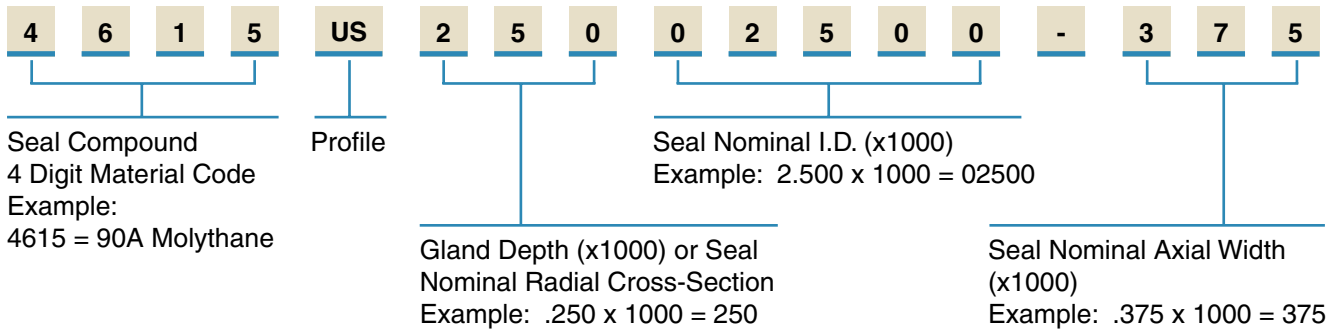 4 6 1 5 US 2 5 0 0 2 5 0 0 - 3 7 5
Seal Compound
4 Digit Material Code
Example:
4615 = 90A Molythane
Profile
Gland Depth (x1000) or Seal
Nominal Radial Cross-Section
Example: .250 x 1000 = 250
Seal Nominal I.D. (x1000)
Example: 2.500 x 1000 = 02500
Seal Nominal Axial Width
(x1000)
Example: .375 x 1000 = 375